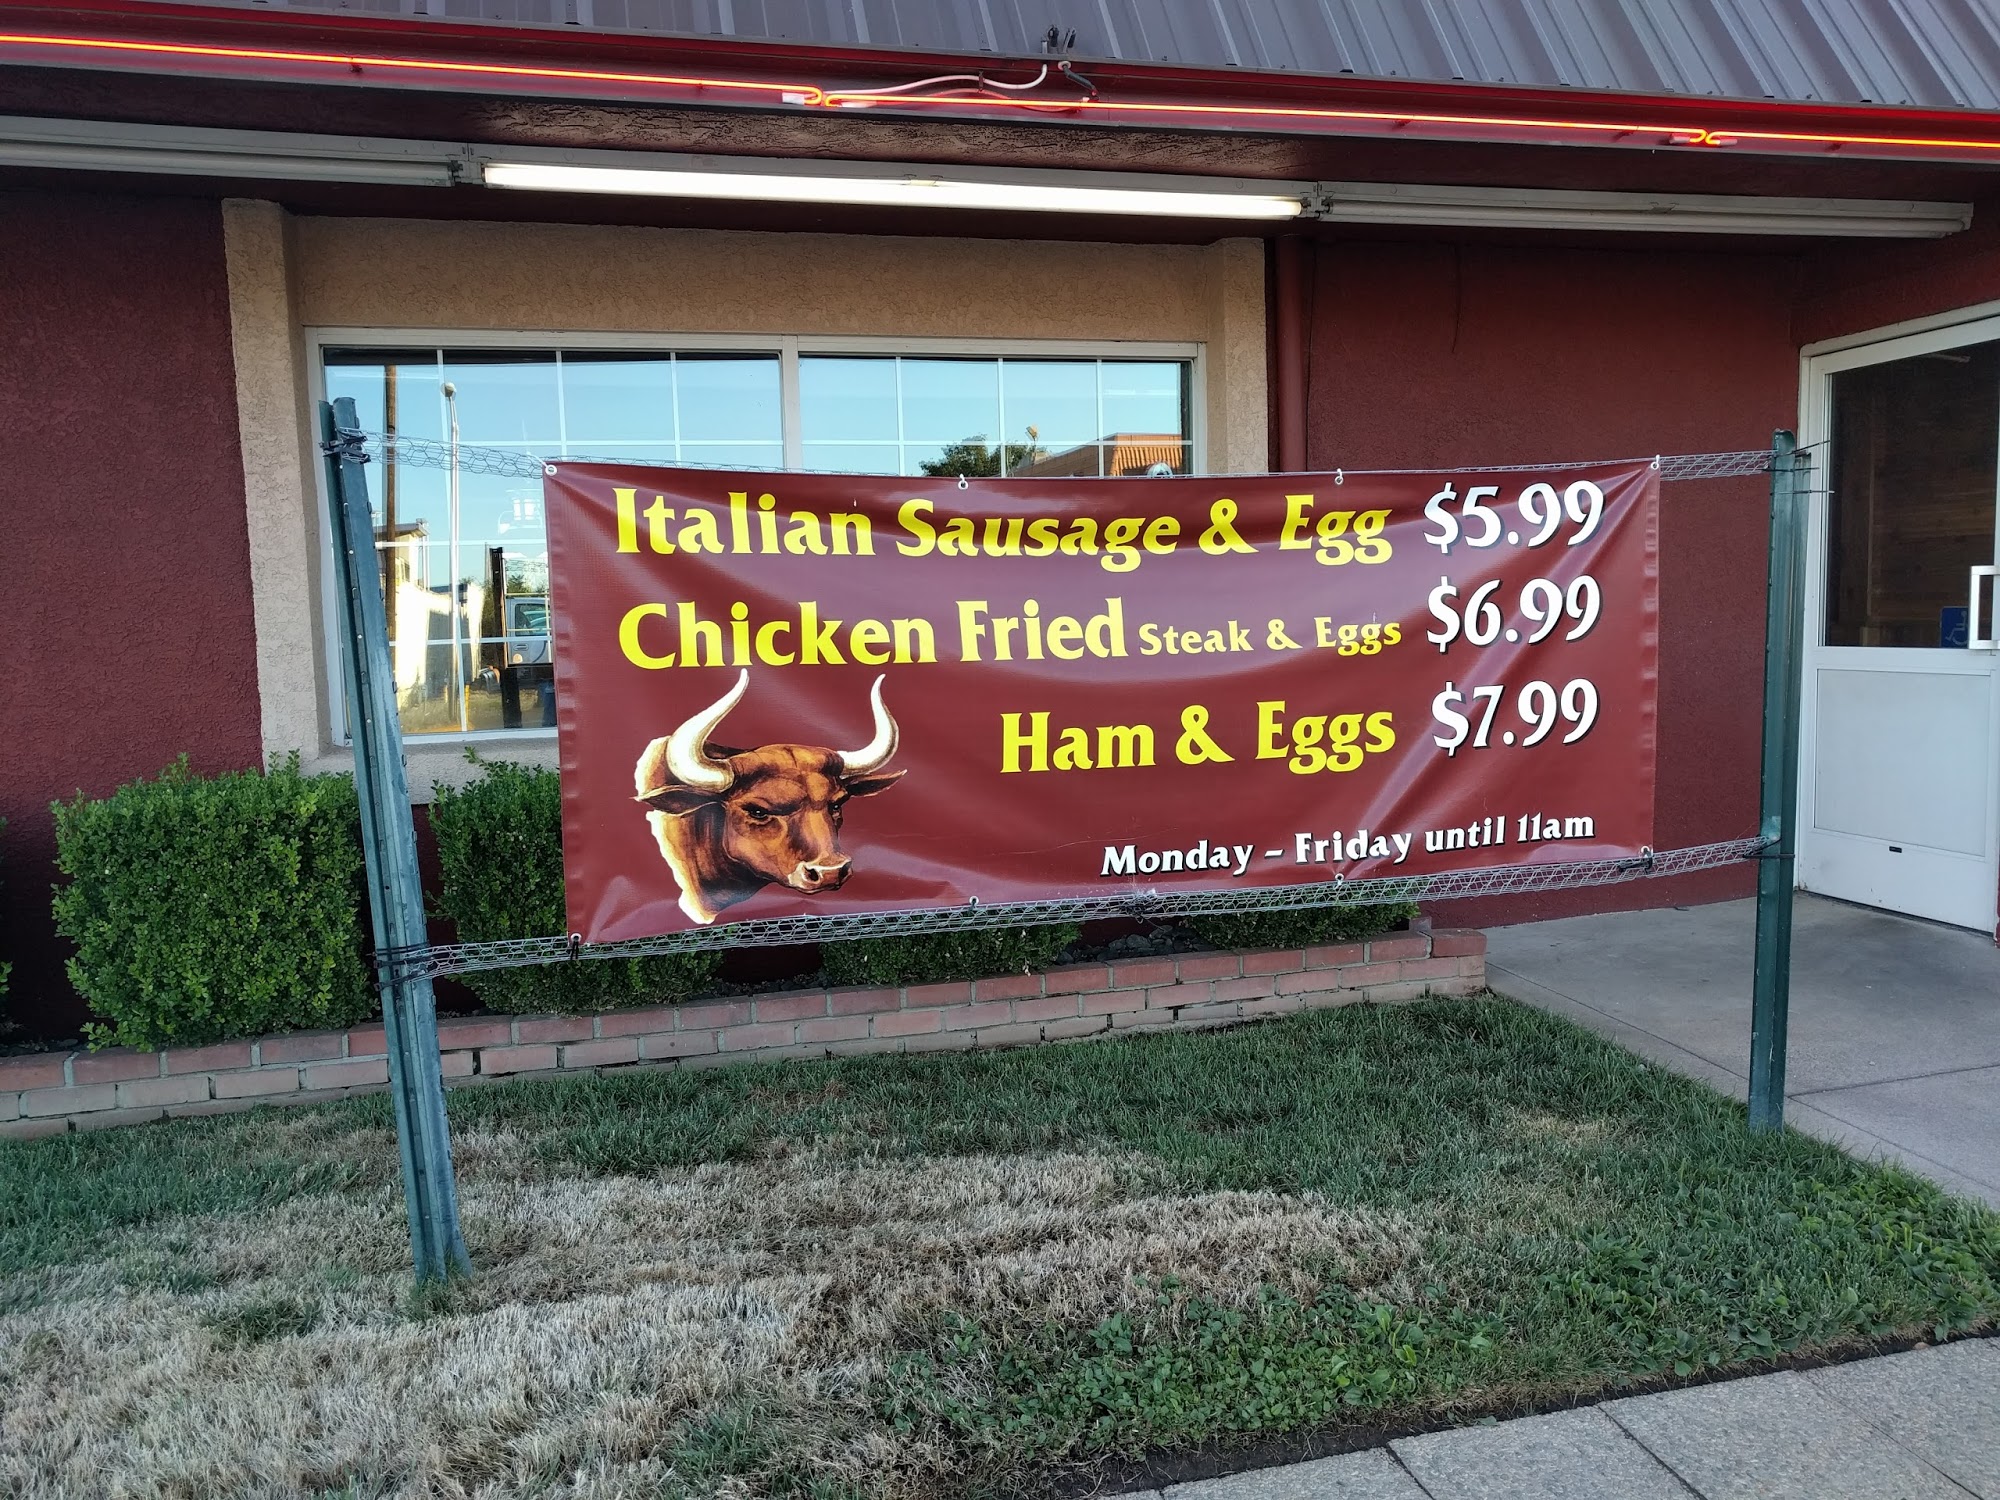 Italian Sausage & Egg $5.99
Chicken Fried Steak & Eggs $6.99
Ham & Eggs $7.99
Monday - Friday until 11am